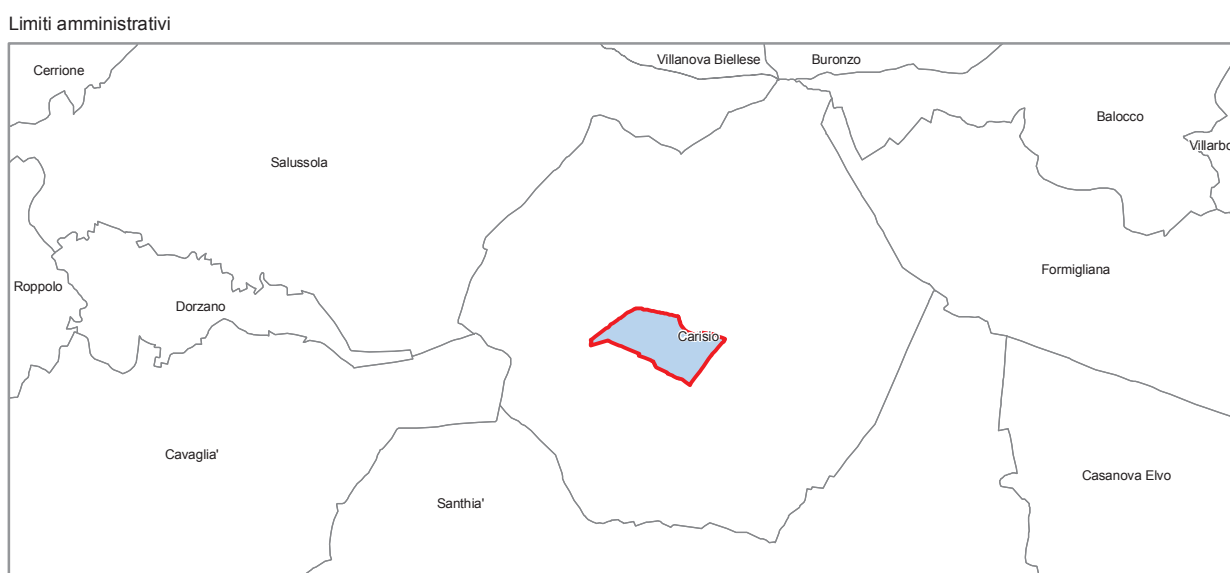 Limiti amministrativi
Villanova Biellese
Buronzo
Cerrione
Balocco
Villarbo
Salussola
Formigliana
Roppolo
Dorzano
Carisio
Cavaglia'
Casanova Elvo
Santhia'